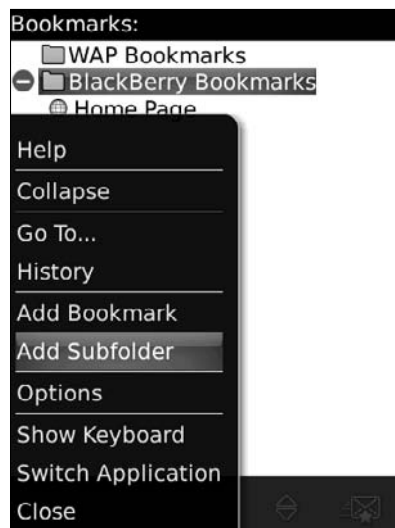 Bookmarks:
WAP Bookmarks
BlackBerry Bookmarks
Home Page
Help
Collapse
Go To...
History
Add Bookmark
Add Subfolder
Options
Show Keyboard
Switch Application
Close